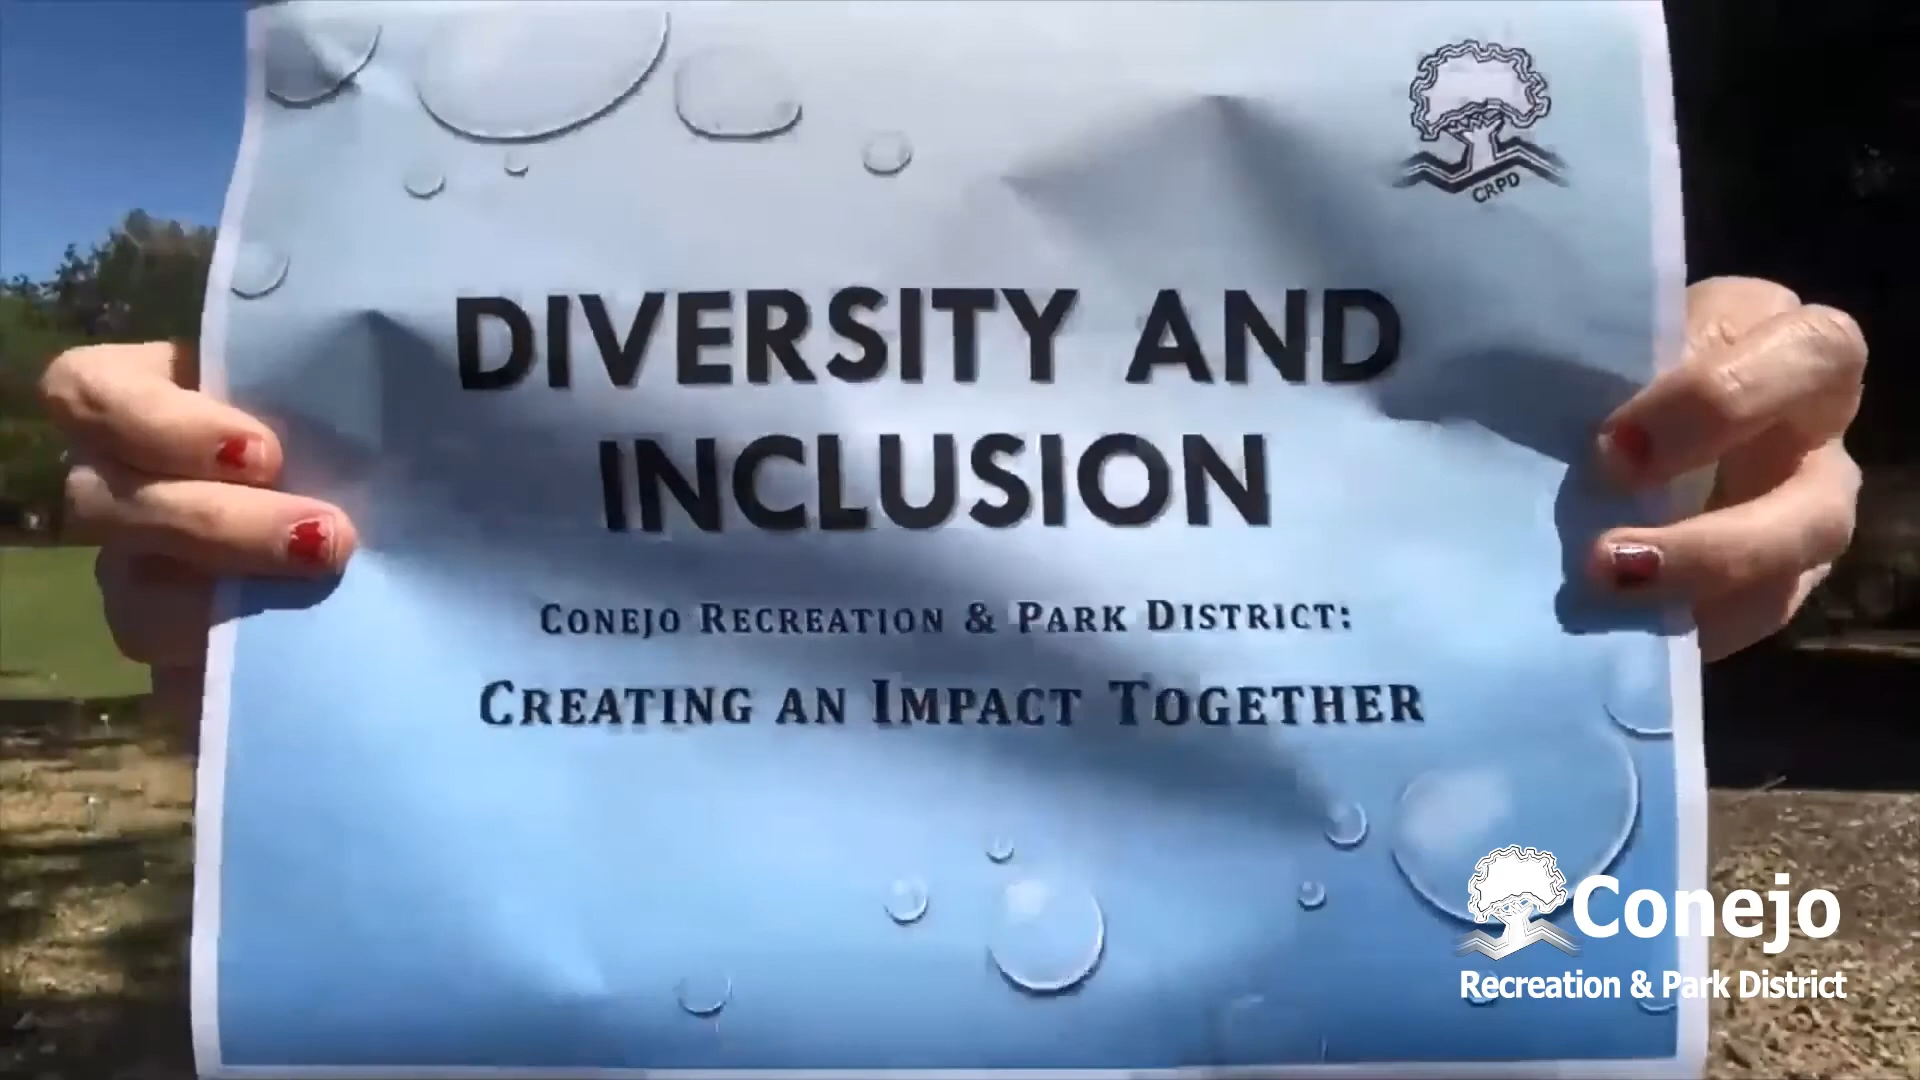 CRPD
DIVERSITY AND
INCLUSION
CONEJO RECREATION & PARK DISTRICT:
CREATING AN IMPACT TOGETHER
Conejo
Recreation & Park District